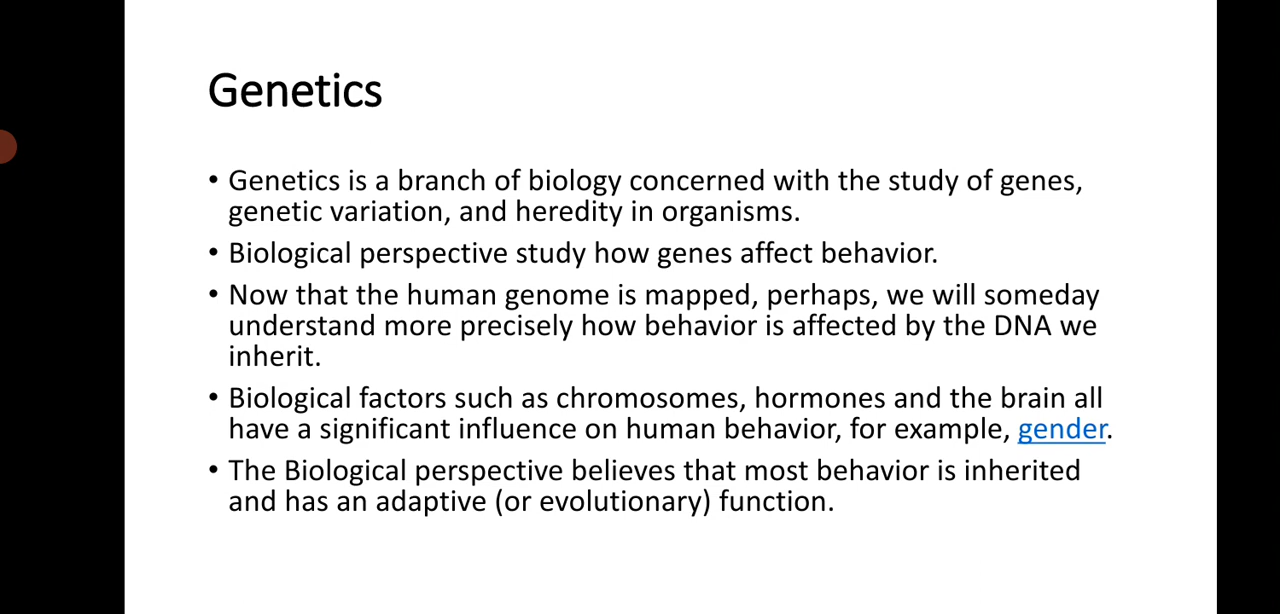 Genetics
• Genetics is a branch of biology concerned with the study of genes,
genetic variation, and heredity in organisms.
• Biological perspective study how genes affect behavior.
• Now that the human genome is mapped, perhaps, we will someday
understand more precisely how behavior is affected by the DNA we
inherit.
• Biological factors such as chromosomes, hormones and the brain all
have a significant influence on human behavior, for example, gender.
• The Biological perspective believes that most behavior is inherited
and has an adaptive (or evolutionary) function.